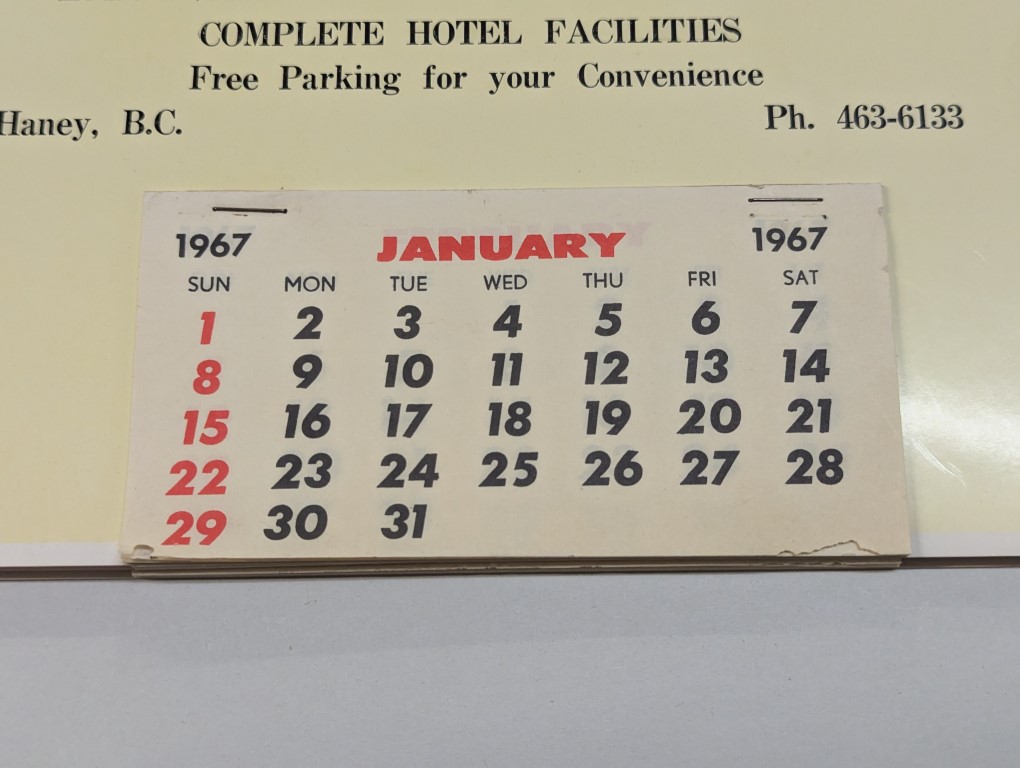 COMPLETE HOTEL FACILITIES
Free Parking for your Convenience
Haney, B.C. Ph. 463-6133
1967 JANUARY 1967
SUN MON TUE WED THU FRI SAT
1 2 3 4 5 6 7
8 9 10 11 12 13 14
15 16 17 18 19 20 21
22 23 24 25 26 27 28
29 30 31